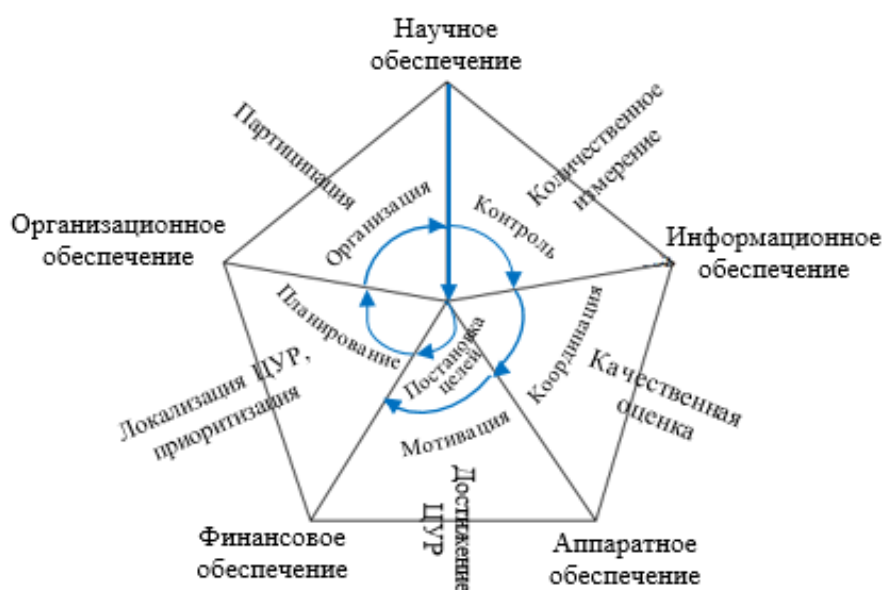 Научное
обеспечение
Партиципация
Количественное
измерение
Организация
Контроль
Организационное
обеспечение
Информационное
обеспечение
Планирование
Постановка
целей
Координация
Локализация ЦУР,
приоритизация
Качественная
оценка
Мотивация
Достижение
ЦУР
Финансовое
обеспечение
Аппаратное
обеспечение